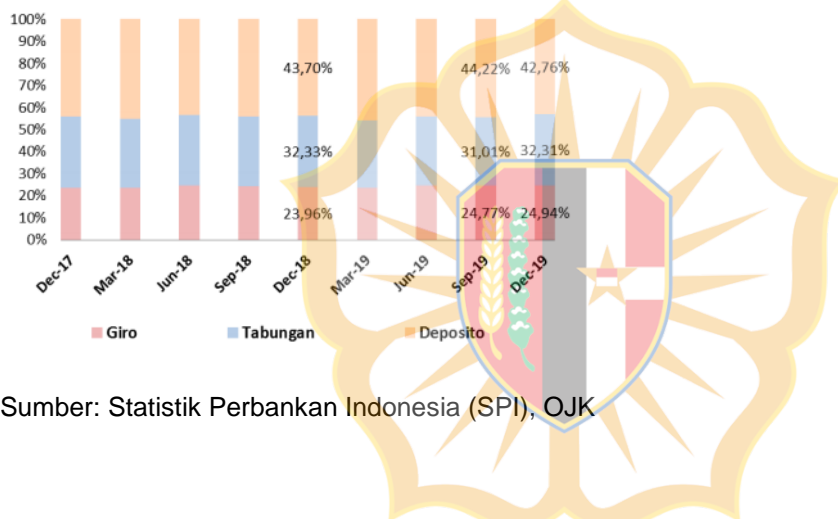 100%
90%
80%
70%
60%
50%
40%
30%
20%
10%
0%
43,70% 44,22% 42,76%
32,33% 31,01% 32,31%
23,96% 24,77% 24,94%
Dec-17 Mar-18 Jun-18 Sep-18 Dec-18 Mar-19 Jun-19 Sep-19 Dec-19
Giro Tabungan Deposito
Sumber: Statistik Perbankan Indonesia (SPI), OJK